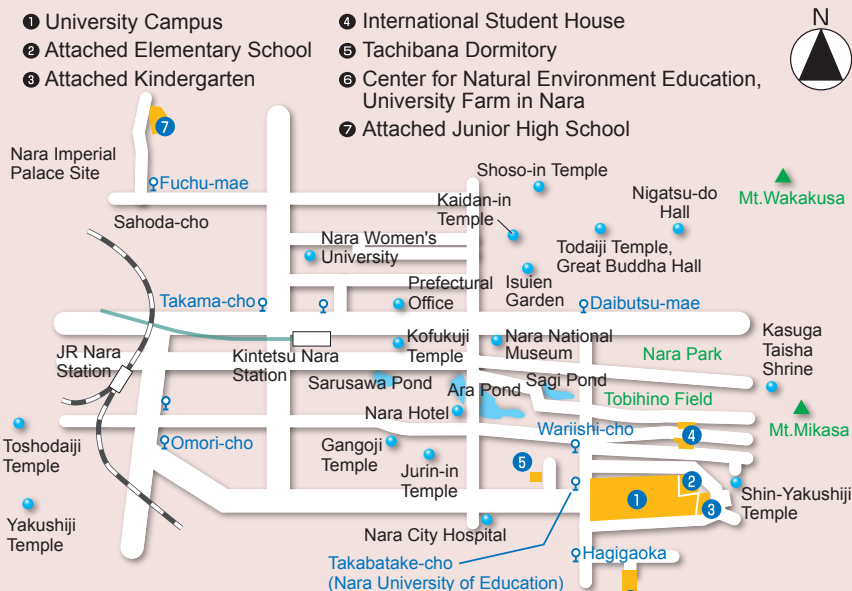 ❶ University Campus
❷ Attached Elementary School
❸ Attached Kindergarten
❹ International Student House
❺ Tachibana Dormitory
❻ Center for Natural Environment Education,
University Farm in Nara
❼ Attached Junior High School
N
7
Nara Imperial
Palace Site
Fuchu-mae
Sahoda-cho
Shoso-in Temple
Kaidan-in
Temple
Nigatsu-do
Hall
Mt.Wakakusa
Nara Women's
University
Todaiji Temple,
Great Buddha Hall
Prefectural
Office
Isuien
Garden
Takama-cho
Daibutsu-mae
JR Nara
Station
Kintetsu Nara
Station
Kofukuji
Temple
Nara National
Museum
Kasuga
Taisha
Shrine
Nara Park
Sarusawa Pond
Ara Pond
Sagi Pond
Tobihino Field
Nara Hotel
Mt.Mikasa
Toshodaiji
Temple
Omori-cho
Gangoji
Temple
Wariishi-cho
4
Jurin-in
Temple
5
1
2
3
Shin-Yakushiji
Temple
Yakushiji
Temple
Nara City Hospital
Takabatake-cho
(Nara University of Education)
Hagigaoka